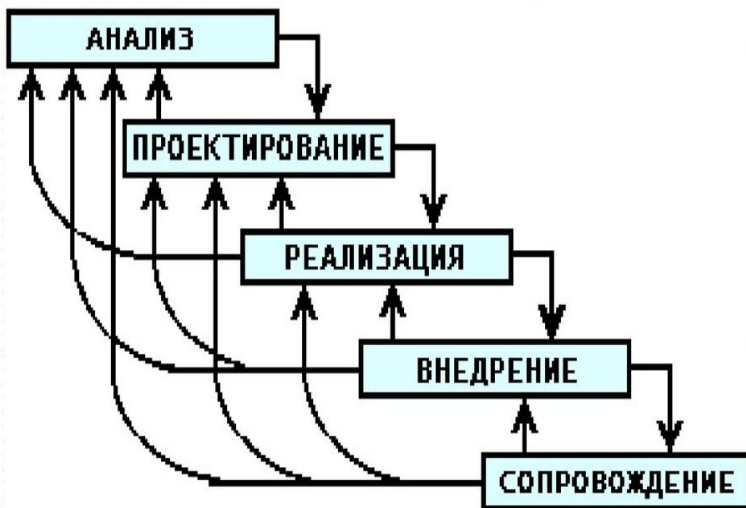 АНАЛИЗ
ПРОЕКТИРОВАНИЕ
РЕАЛИЗАЦИЯ
ВНЕДРЕНИЕ
СОПРОВОЖДЕНИЕ